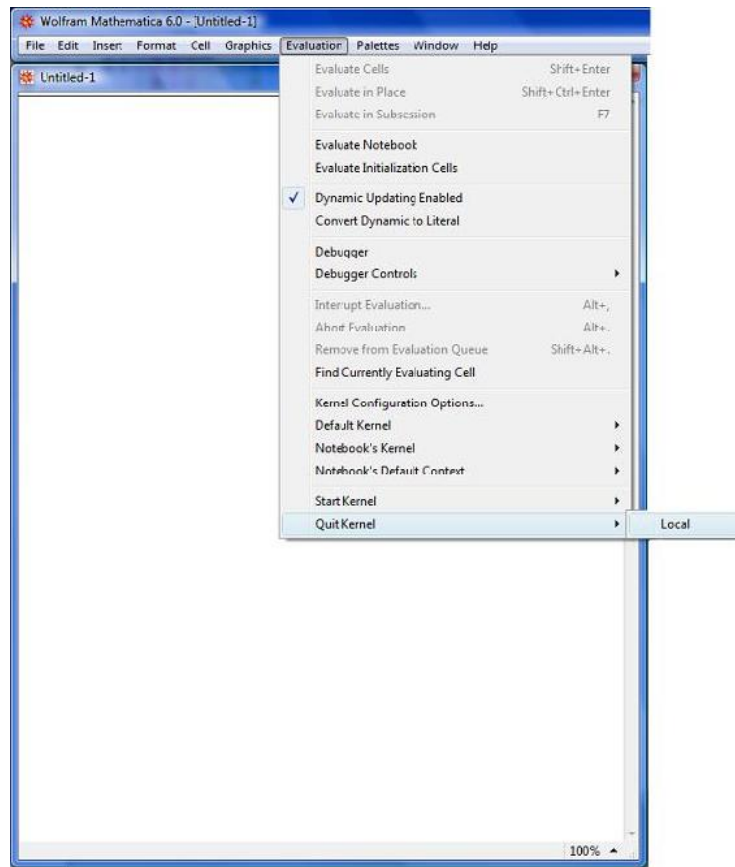 Wolfram Mathematica 6.0 - [Untitled-1]
File Edit Insert Format Cell Graphics Evaluation Palettes Window Help
Untitled-1
Evaluate Cells Shift+Enter
Evaluate in Place Shift+Ctrl+Enter
Evaluate in Subsession F7
Evaluate Notebook
Evaluate Initialization Cells
Dynamic Updating Enabled
Convert Dynamic to Literal
Debugger
Debugger Controls
Interrupt Evaluation... Alt+,
Abort Evaluation Alt+.
Remove from Evaluation Queue Shift+Alt+.
Find Currently Evaluating Cell
Kernel Configuration Options...
Default Kernel
Notebook's Kernel
Notebook's Default Context
Start Kernel
Quit Kernel Local
100%